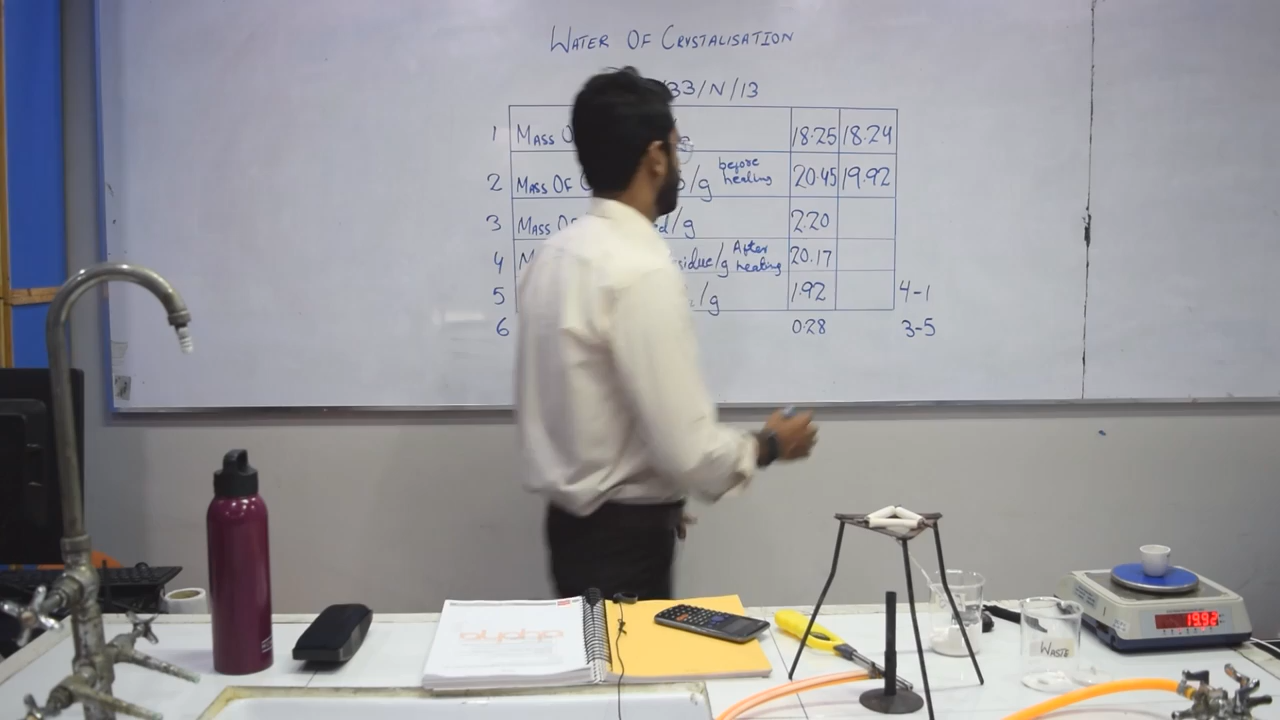 WATER OF CRYSTALISATION
33/N/13
1 MASS O 18.25 18.24
2 MASS OF /g before heating 20.45 19.92
3 MASS OF /g 2.20
4 sidue/g After heating 20.17
5 /g 1.92 4-1
6 0.28 3-5
19.92
WASTE